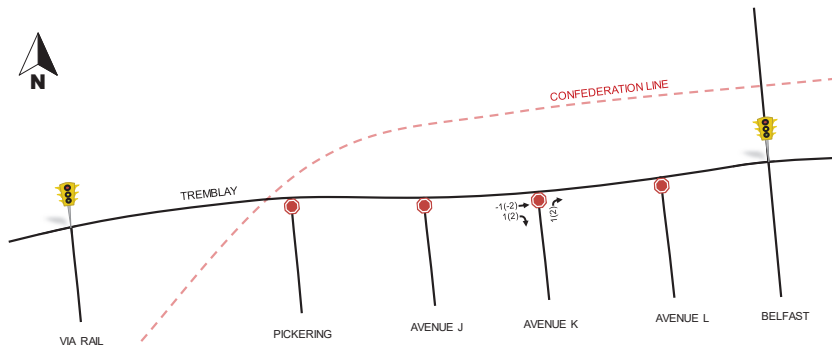 N
CONFEDERATION LINE
TREMBLAY
-1(-2)
1(2)
1(2)
VIA RAIL
PICKERING
AVENUE J
AVENUE K
AVENUE L
BELFAST